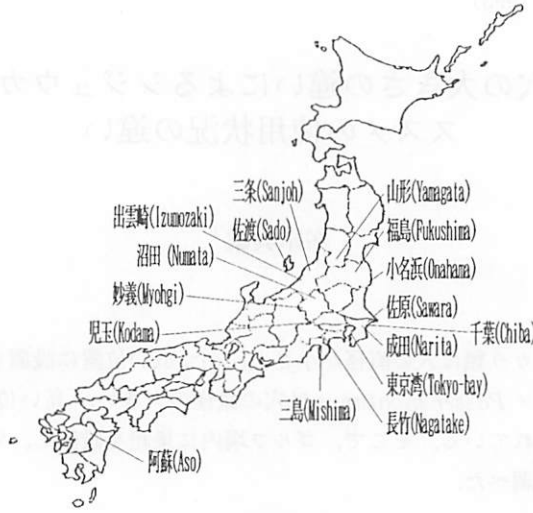 三条(Sanjoh)
山形(Yamagata)
出雲崎(Izumozaki)
佐渡(Sado)
福島(Fukushima)
沼田 (Numata)
小名浜(Onahama)
妙義(Myohgi)
佐原(Sawara)
児玉(Kodama)
千葉(Chiba)
成田(Narita)
東京湾(Tokyo-bay)
三島(Mishima)
長竹(Nagatake)
阿蘇(Aso)